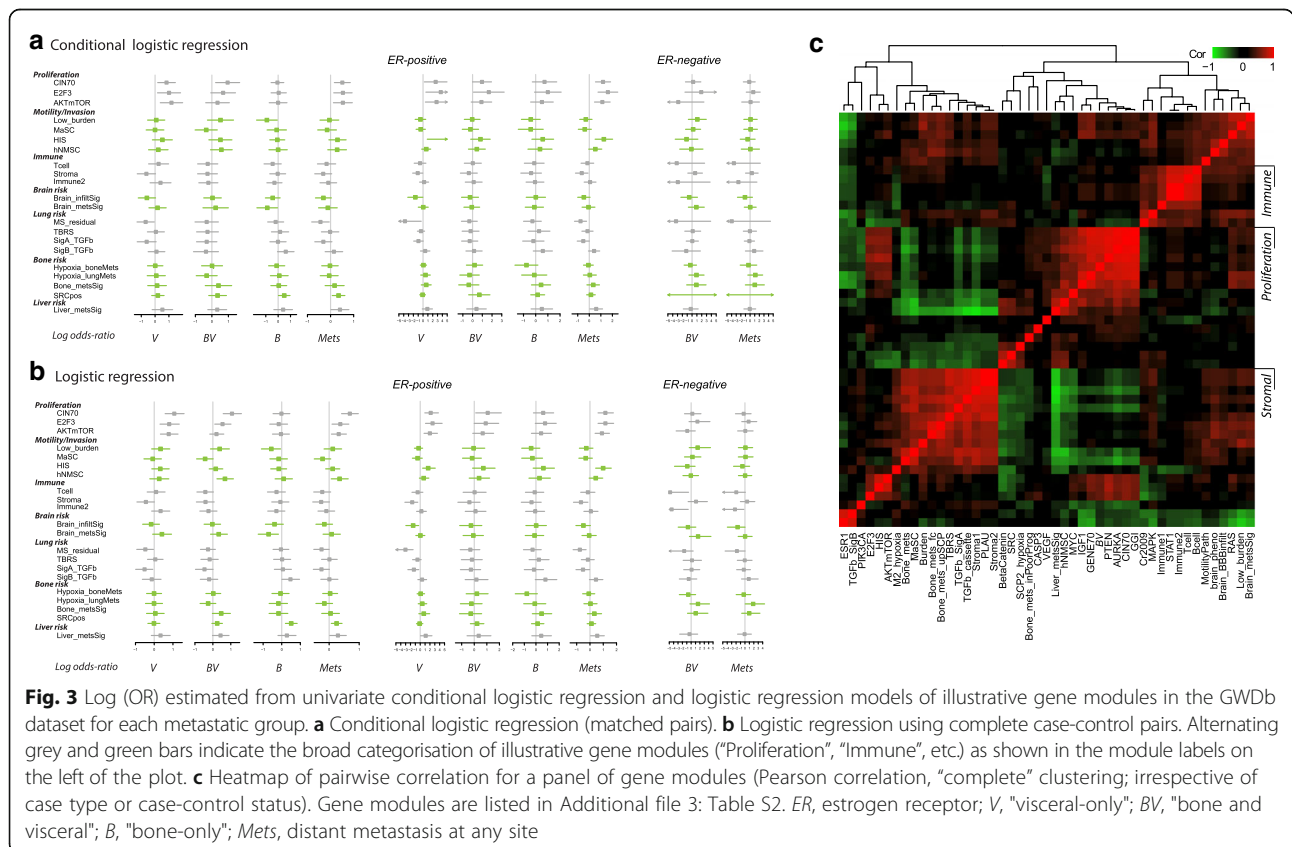 a Conditional logistic regression
ER-positive
ER-negative
Proliferation
CIN70
E2F3
AKTmTOR
Motility/Invasion
Low_burden
MaSC
HIS
hNMSC
Immune
Tcell
Stroma
Immune2
Brain risk
Brain_infiltSig
Brain_metsSig
Lung risk
MS_residual
TBRS
SigA_TGFb
SigB_TGFb
Bone risk
Hypoxia_boneMets
Hypoxia_lungMets
Bone_metsSig
SRCpos
Liver risk
Liver_metsSig
Log odds-ratio V BV B Mets V BV B Mets BV Mets
b Logistic regression
ER-positive
ER-negative
Proliferation
CIN70
E2F3
AKTmTOR
Motility/Invasion
Low_burden
MaSC
HIS
hNMSC
Immune
Tcell
Stroma
Immune2
Brain risk
Brain_infiltSig
Brain_metsSig
Lung risk
MS_residual
TBRS
SigA_TGFb
SigB_TGFb
Bone risk
Hypoxia_boneMets
Hypoxia_lungMets
Bone_metsSig
SRCpos
Liver risk
Liver_metsSig
Log odds-ratio V BV B Mets V BV B Mets BV Mets
c
Cor
−1 0 1
Immune
Proliferation
Stromal
ESR1
TGFb_SigB
PIK3CA
E2F3
HIS
AKTmTOR
M2_hypoxia
Bone_mets
MaSC
Burden
Bone_mets_fc
Bone_mets_upSPCP
TBRS
TGFb_SigA
TGFb_cassette
Stroma1
PLAU
Stroma2
BetaCatenin
SRC
SCP2_hypoxia
Bone_mets_inPoorProg
CASP3
VEGF
Liver_metsSig
hNMSC
MYC
IGF1
GENE70
BV
PTEN
AURKA
CIN70
GGI
Cr2009
MAPK
Immune1
STAT1
Immune2
Tcell
Bcell
MotilityPath
brain_pheno
Brain_BBBinfilt
RAS
Low_burden
Brain_metsSig
Fig. 3 Log (OR) estimated from univariate conditional logistic regression and logistic regression models of illustrative gene modules in the GWDb
dataset for each metastatic group. a Conditional logistic regression (matched pairs). b Logistic regression using complete case-control pairs. Alternating
grey and green bars indicate the broad categorisation of illustrative gene modules (“Proliferation”, “Immune”, etc.) as shown in the module labels on
the left of the plot. c Heatmap of pairwise correlation for a panel of gene modules (Pearson correlation, “complete” clustering; irrespective of
case type or case-control status). Gene modules are listed in Additional file 3: Table S2. ER, estrogen receptor; V, "visceral-only"; BV, "bone and
visceral"; B, "bone-only"; Mets, distant metastasis at any site